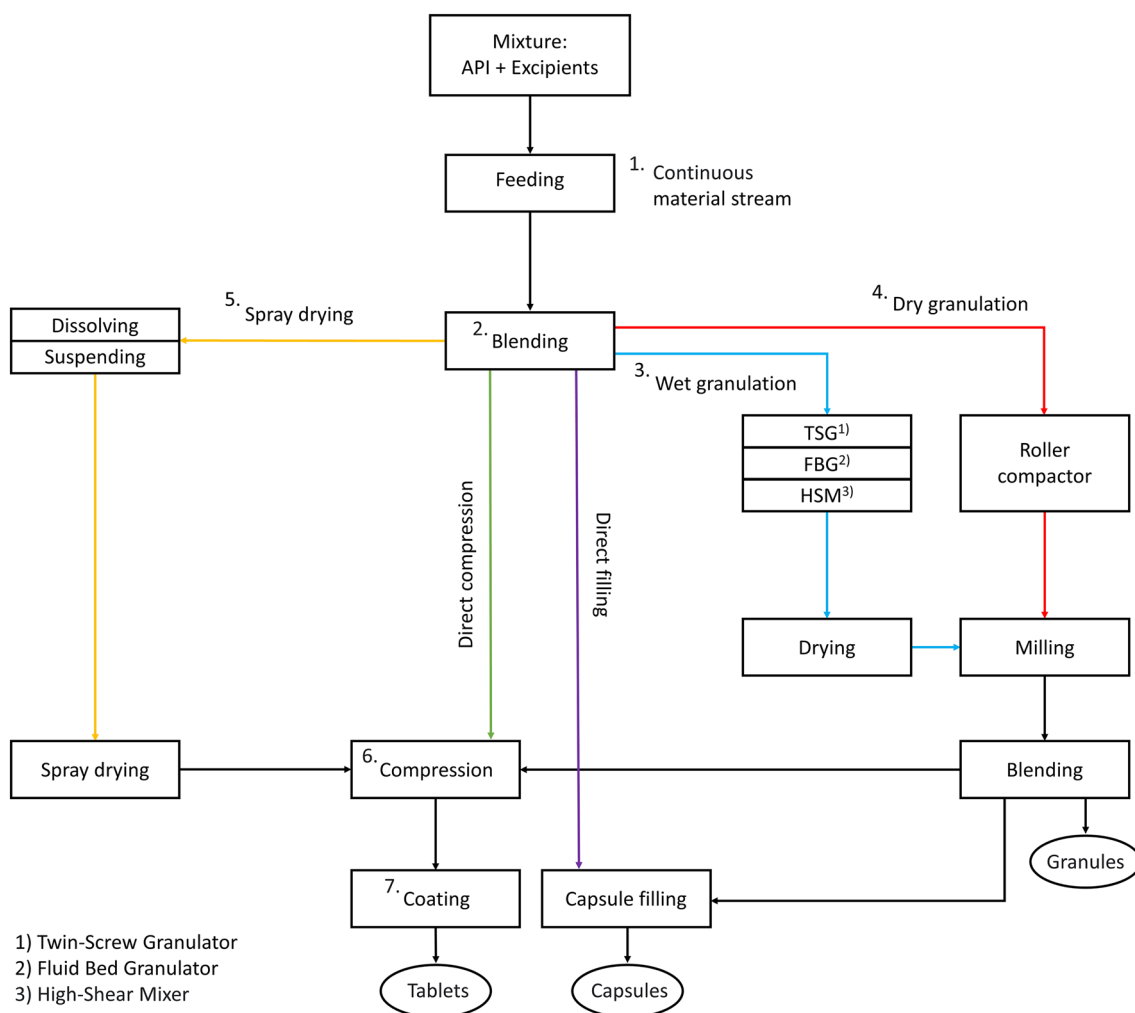 Mixture:
API + Excipients
Feeding
1. Continuous
material stream
5. Spray drying
4. Dry granulation
Dissolving
Suspending
2. Blending
3. Wet granulation
TSG1)
FBG2)
HSM3)
Roller
compactor
Direct compression
Direct filling
Drying
Milling
Spray drying
6. Compression
Blending
Granules
7. Coating
Capsule filling
1) Twin-Screw Granulator
2) Fluid Bed Granulator
3) High-Shear Mixer
Tablets
Capsules